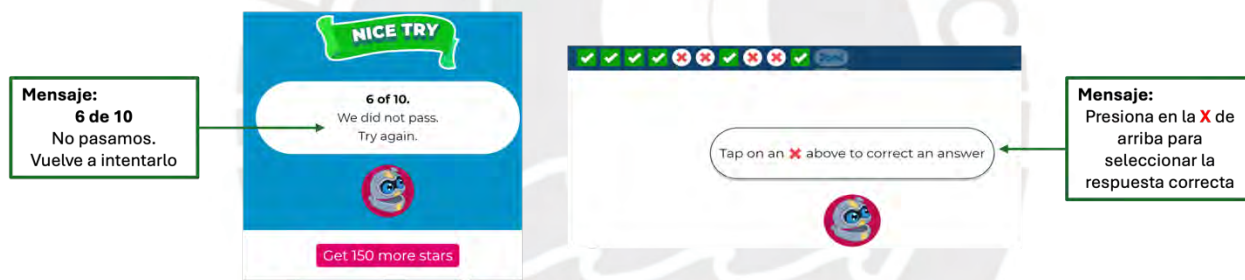 Mensaje:
6 de 10
No pasamos.
Vuelve a intentarlo
NICE TRY
6 of 10.
We did not pass.
Try again.
Get 150 more stars
Tap on an ✖ above to correct an answer
Mensaje:
Presiona en la X de
arriba para
seleccionar la
respuesta correcta